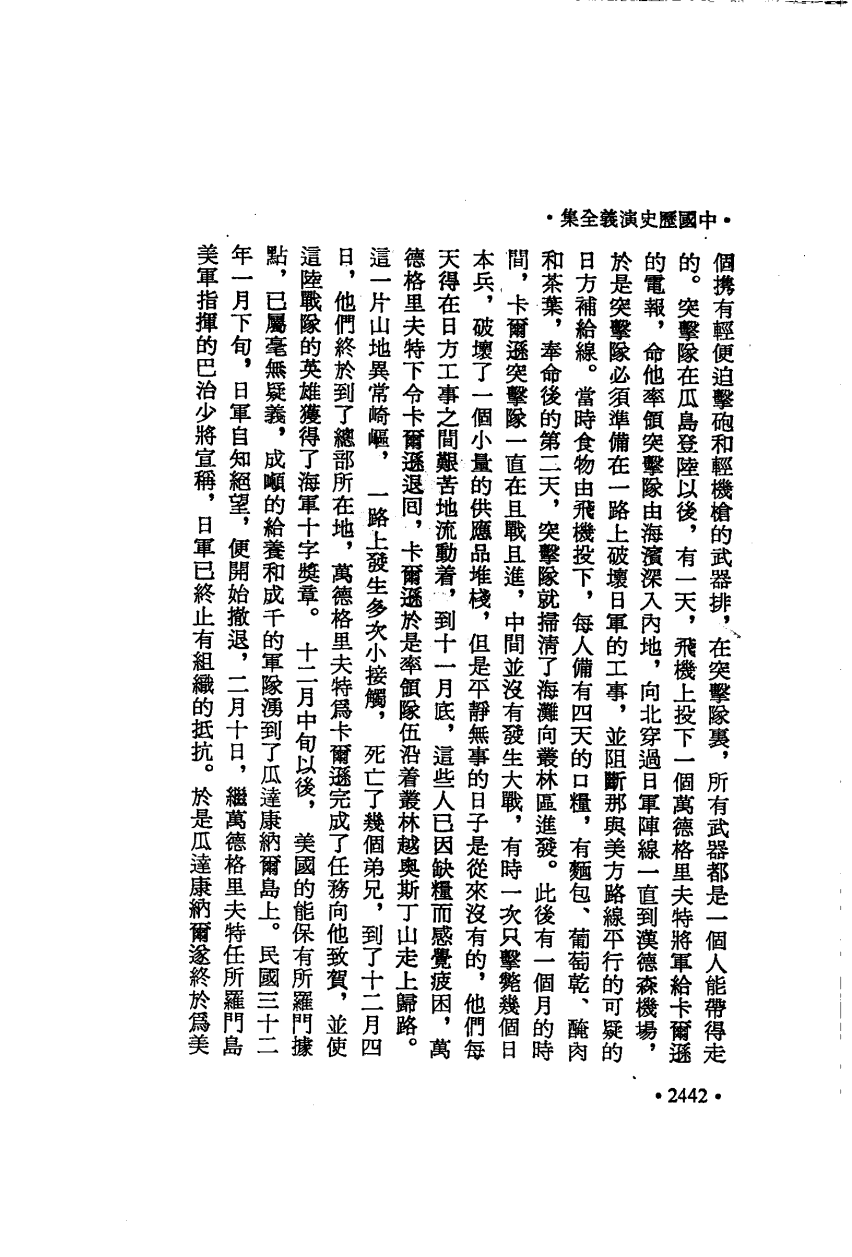 •中國歷史演義全集•
個攜有輕便迫擊砲和輕機槍的武器排，在突擊隊裏，所有武器都是一個人能帶得走
的。突擊隊在瓜島登陸以後，有一天，飛機上投下一個萬德格里夫特將軍給卡爾遜
的電報，命他率領突擊隊由海濱深入內地，向北穿過日軍陣線一直到漢德森機場，
於是突擊隊必須準備在一路上破壞日軍的工事，並阻斷那與美方路線平行的可疑的
日方補給線。當時食物由飛機投下，每人備有四天的口糧，有麵包、葡萄乾、醃肉
和茶葉，奉命後的第二天，突擊隊就掃清了海灘向叢林區進發。此後有一個月的時
間，卡爾遜突擊隊一直在且戰且進，中間並沒有發生大戰，有時一次只擊斃幾個日
本兵，破壞了一個小量的供應品堆棧，但是平靜無事的日子是從來沒有的，他們每
天得在日方工事之間艱苦地流動着，到十一月底，這些人已因缺糧而感覺疲困，萬
德格里夫特下令卡爾遜退回，卡爾遜於是率領隊伍沿着叢林越奧斯丁山走上歸路。
這一片山地異常崎嶇，一路上發生多次小接觸，死亡了幾個弟兄，到了十二月四
日，他們終於到了總部所在地，萬德格里夫特爲卡爾遜完成了任務向他致賀，並使
這陸戰隊的英雄獲得了海軍十字獎章。十二月中旬以後，美國的能保有所羅門據
點，已屬毫無疑義，成噸的給養和成千的軍隊湧到了瓜達康納爾島上。民國三十二
年一月下旬，日軍自知絕望，便開始撤退，二月十日，繼萬德格里夫特任所羅門島
美軍指揮的巴治少將宣稱，日軍已終止有組織的抵抗。於是瓜達康納爾遂終於爲美
•2442•